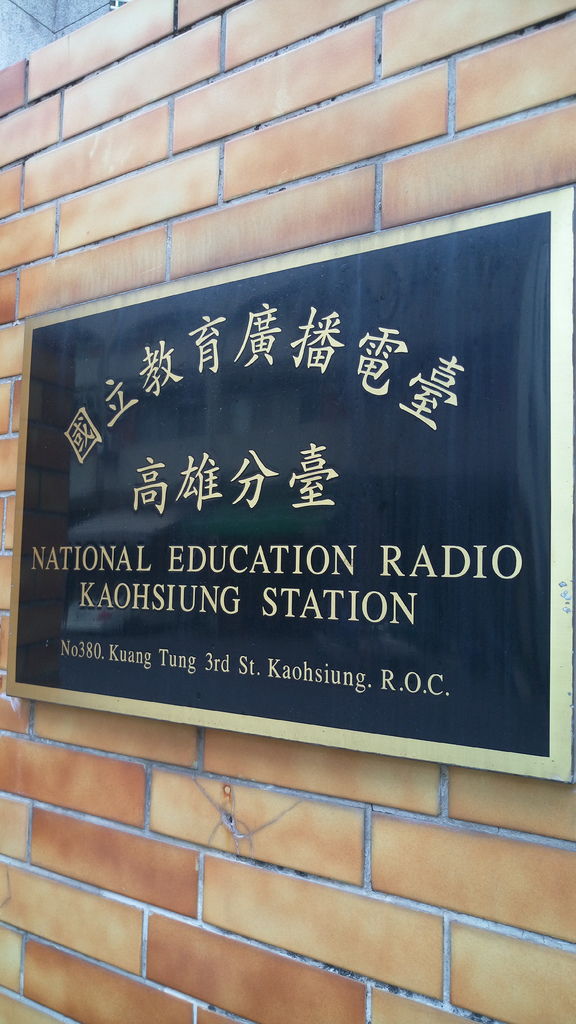 國立教育廣播電臺
高雄分臺
NATIONAL EDUCATION RADIO
KAOHSIUNG STATION
No380. Kuang Tung 3rd St. Kaohsiung. R.O.C.